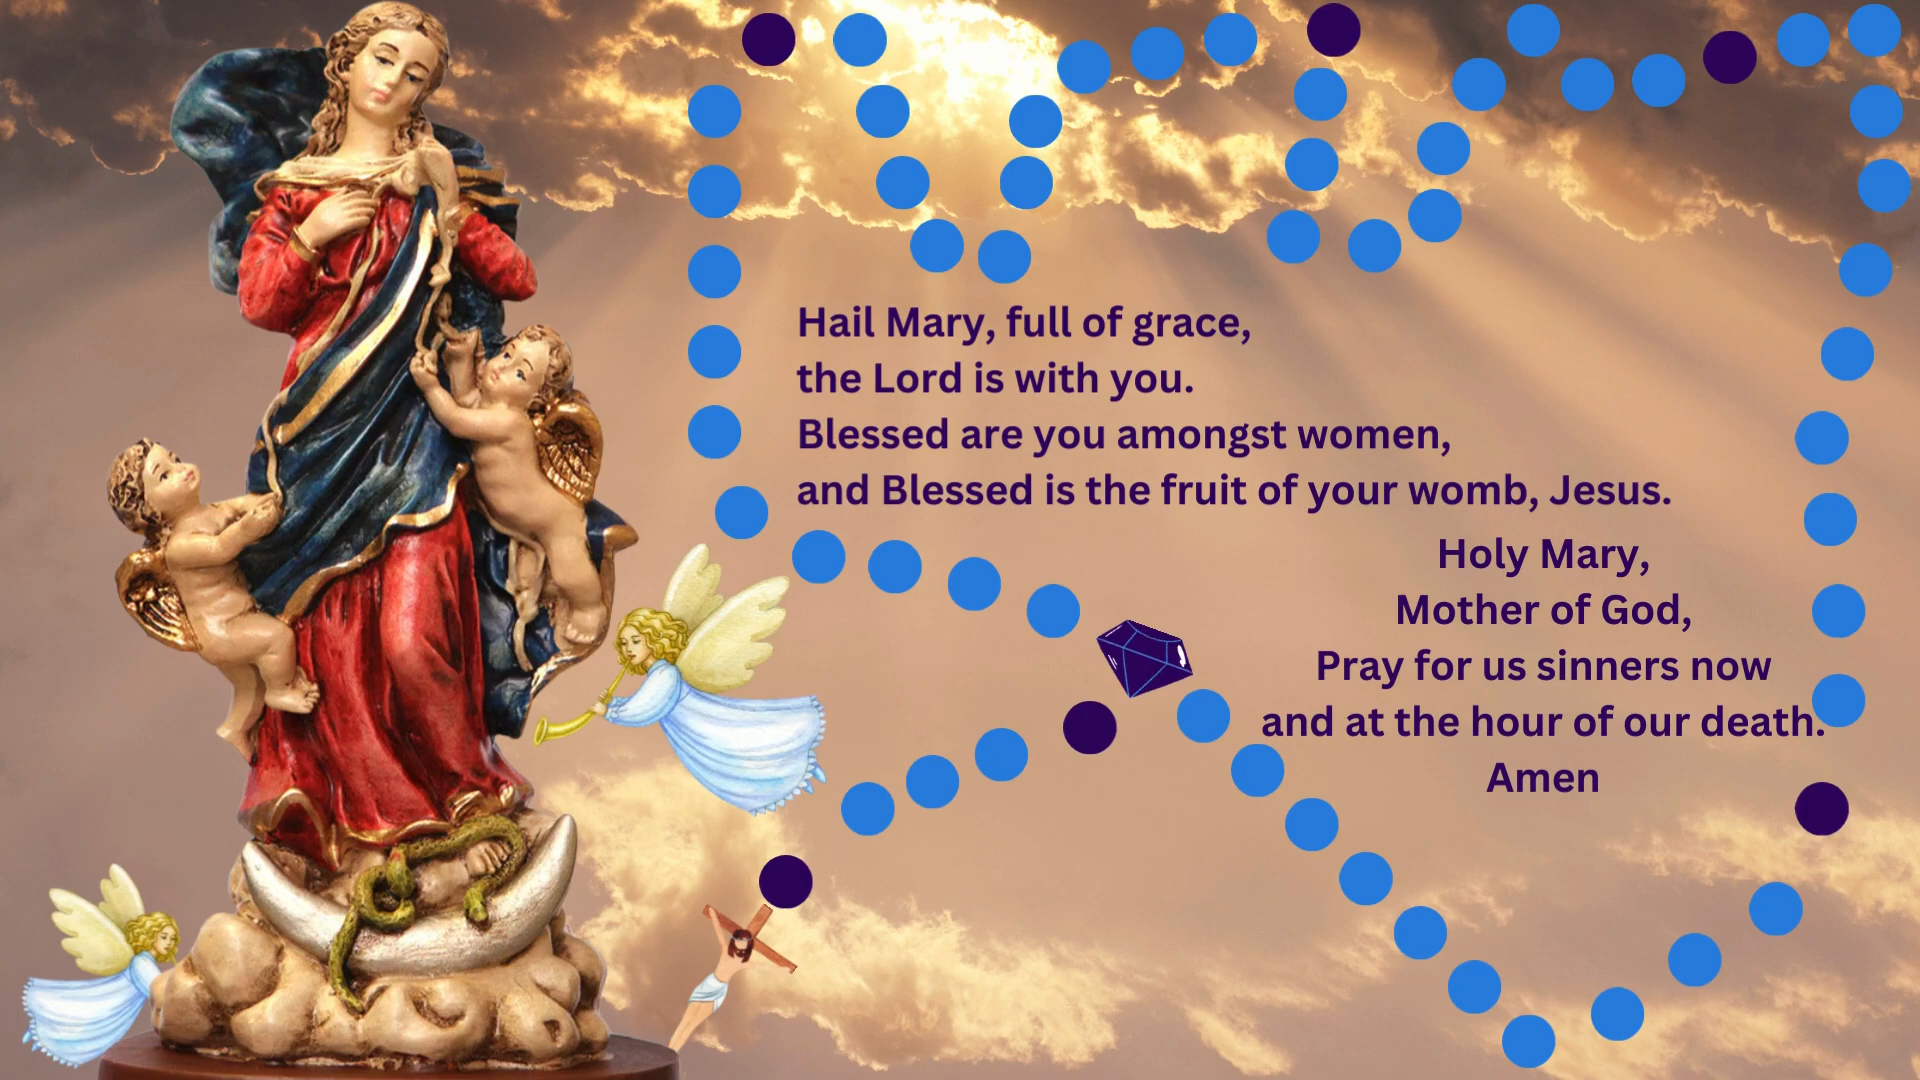 Hail Mary, full of grace,
the Lord is with you.
Blessed are you amongst women,
and Blessed is the fruit of your womb, Jesus.
Holy Mary,
Mother of God,
Pray for us sinners now
and at the hour of our death.
Amen